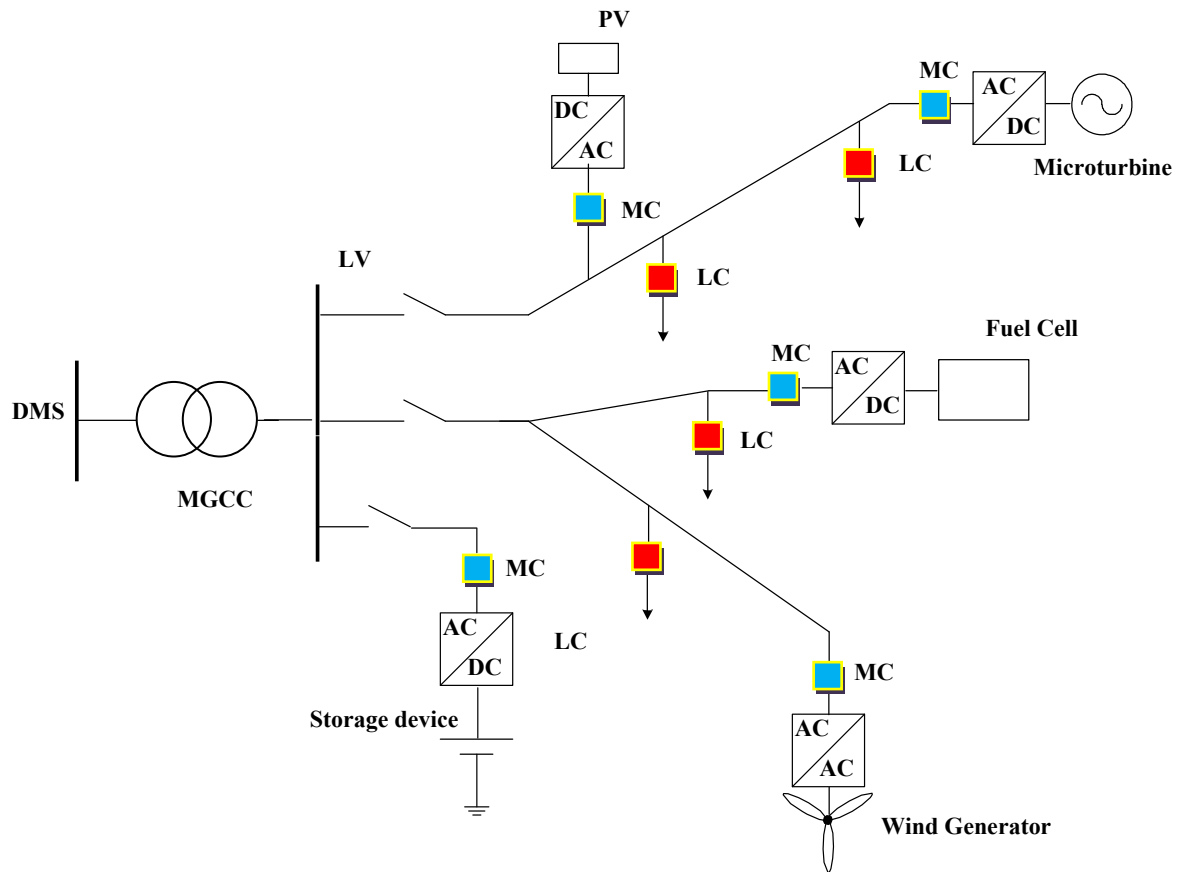 PV
MC
AC
DC
Microturbine
LC
DC
AC
MC
LC
LV
Fuel Cell
MC
AC
DC
LC
DMS
MGCC
MC
AC
DC
LC
Storage device
MC
AC
AC
Wind Generator